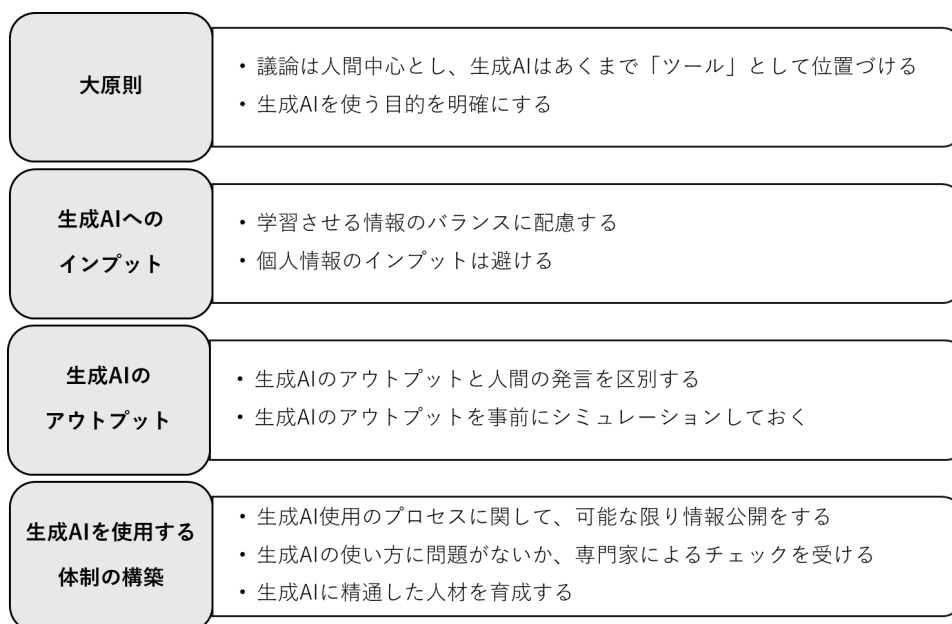 大原則
・議論は人間中心とし、生成AIはあくまで「ツール」として位置づける
・生成AIを使う目的を明確にする
生成AIへの
インプット
・学習させる情報のバランスに配慮する
・個人情報のインプットは避ける
生成AIの
アウトプット
・生成AIのアウトプットと人間の発言を区別する
・生成AIのアウトプットを事前にシミュレーションしておく
生成AIを使用する
体制の構築
・生成AI使用のプロセスに関して、可能な限り情報公開をする
・生成AIの使い方に問題がないか、専門家によるチェックを受ける
・生成AIに精通した人材を育成する